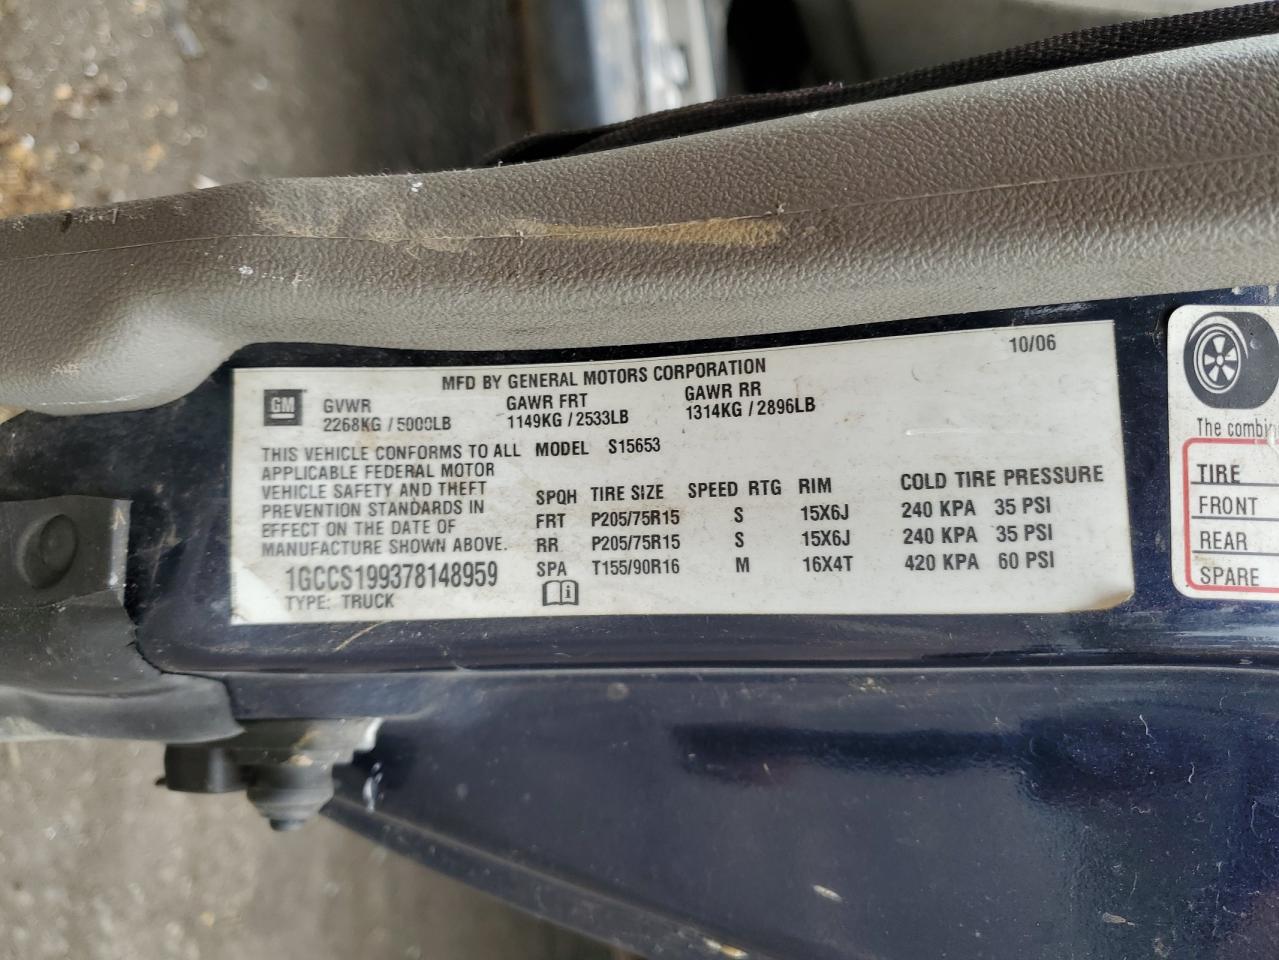 10/06
MFD BY GENERAL MOTORS CORPORATION
GM
GVWR GAWR FRT GAWR RR
2268KG / 5000LB 1149KG / 2533LB 1314KG / 2896LB
THIS VEHICLE CONFORMS TO ALL
APPLICABLE FEDERAL MOTOR
VEHICLE SAFETY AND THEFT
PREVENTION STANDARDS IN
EFFECT ON THE DATE OF
MANUFACTURE SHOWN ABOVE.
1GCCS199378148959
TYPE: TRUCK
MODEL S15653
SPQH TIRE SIZE SPEED RTG RIM COLD TIRE PRESSURE
FRT P205/75R15 S 15X6J 240 KPA 35 PSI
RR P205/75R15 S 15X6J 240 KPA 35 PSI
SPA T155/90R16 M 16X4T 420 KPA 60 PSI
i
The
TIRE
FRONT
REAR
SPARE